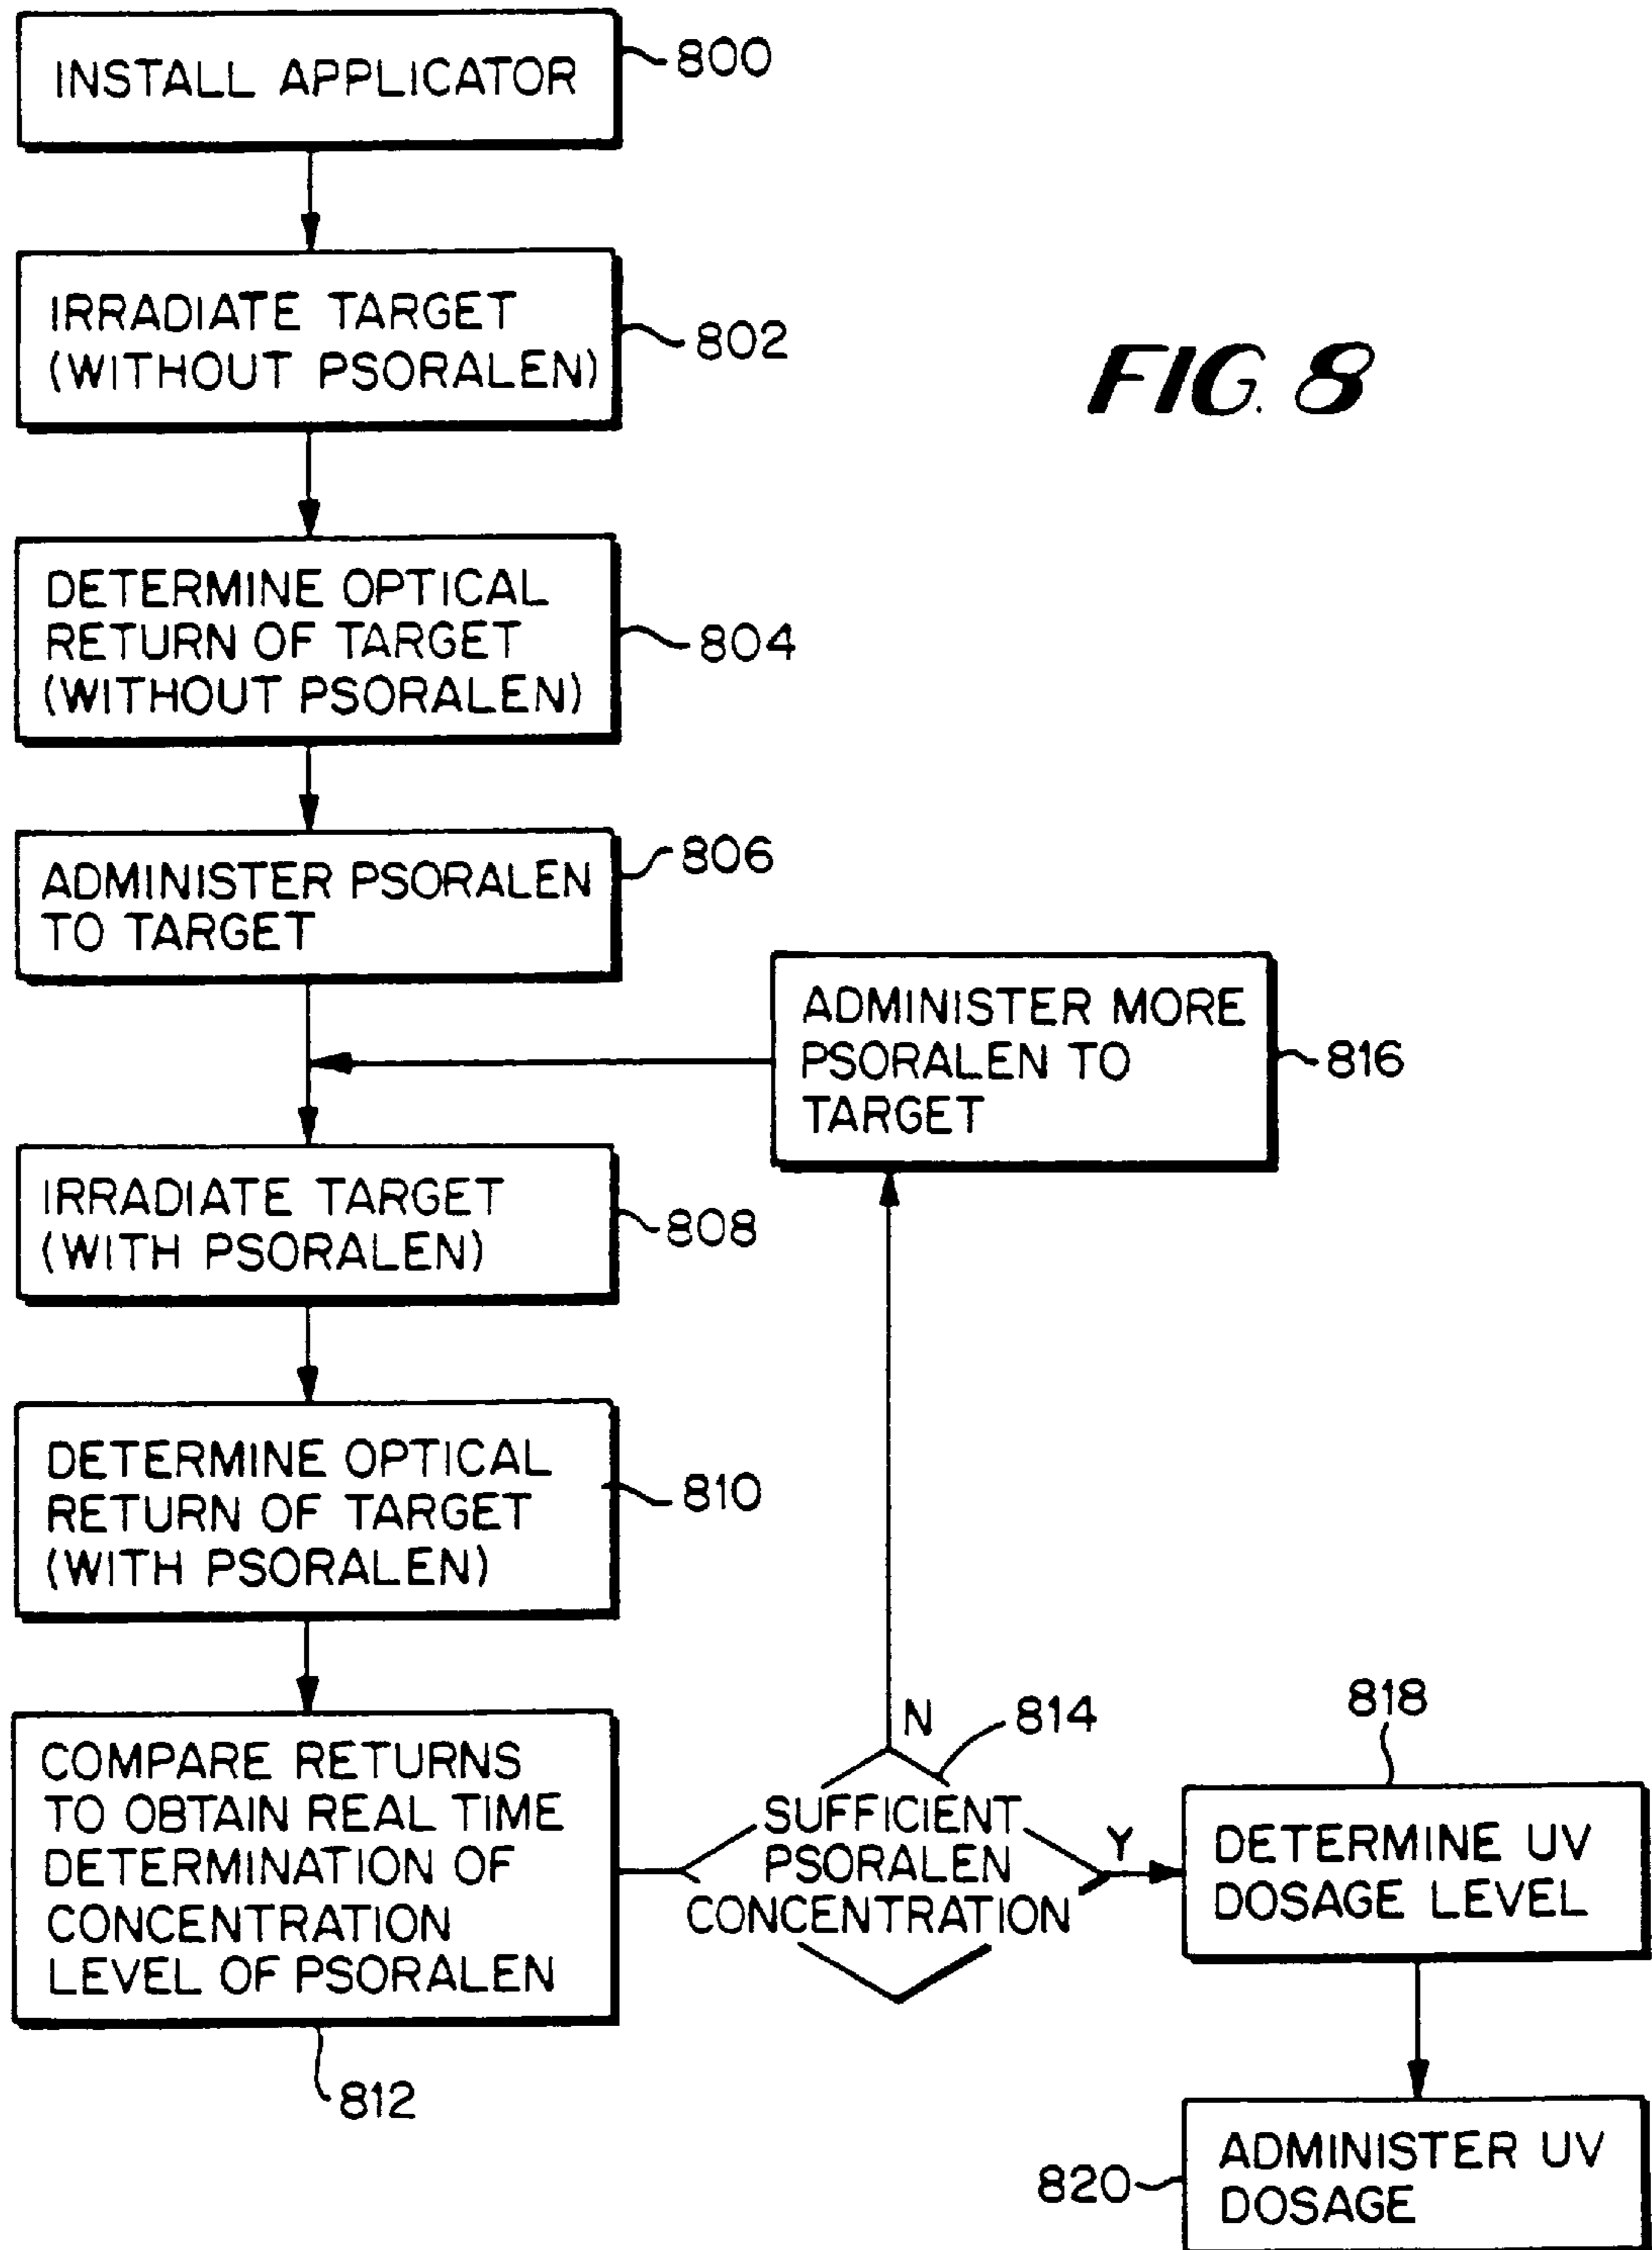 INSTALL APPLICATOR
800
IRRADIATE TARGET
(WITHOUT PSORALEN)
802
FIG. 8
DETERMINE OPTICAL
RETURN OF TARGET
(WITHOUT PSORALEN)
804
ADMINISTER PSORALEN
TO TARGET
806
ADMINISTER MORE
PSORALEN TO
TARGET
816
IRRADIATE TARGET
(WITH PSORALEN)
808
DETERMINE OPTICAL
RETURN OF TARGET
(WITH PSORALEN)
810
COMPARE RETURNS
TO OBTAIN REAL TIME
DETERMINATION OF
CONCENTRATION
LEVEL OF PSORALEN
812
N
814
SUFFICIENT
PSORALEN
CONCENTRATION
Y
818
DETERMINE UV
DOSAGE LEVEL
820
ADMINISTER UV
DOSAGE